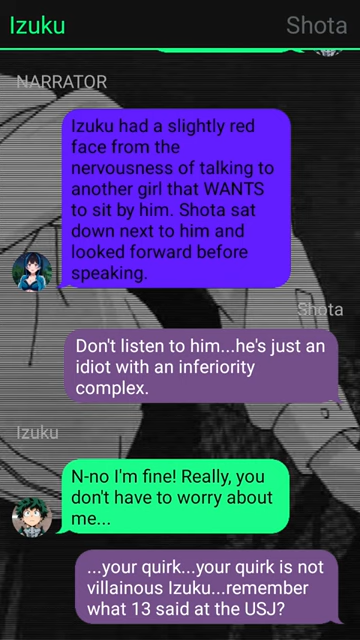 Izuku
Shota
NARRATOR
Izuku had a slightly red
face from the
nervousness of talking to
another girl that WANTS
to sit by him. Shota sat
down next to him and
looked forward before
speaking.
Shota
Don't listen to him...he's just an
idiot with an inferiority
complex.
Izuku
N-no I'm fine! Really, you
don't have to worry about
me...
...your quirk...your quirk is not
villainous Izuku...remember
what 13 said at the USJ?